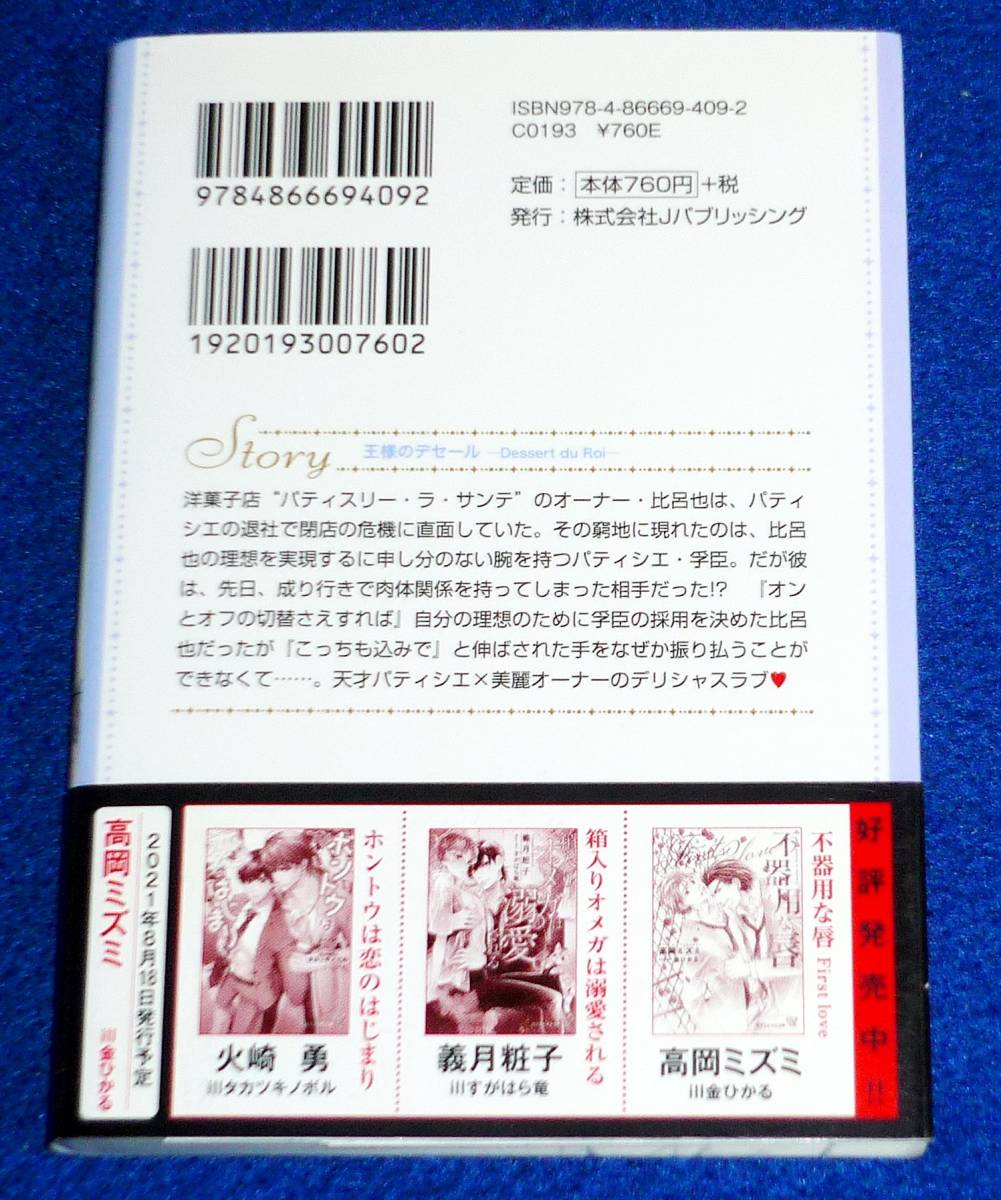 ISBN978-4-86669-409-2
C0193 ¥760E
9784866694092
定価：本体760円+税
発行：株式会社Jパブリッシング
1920193007602
Story 王様のデセール ―Dessert du Roi―
洋菓子店“パティスリー・ラ・サンテ”のオーナー・比呂也は、パティ
シエの退社で閉店の危機に直面していた。その窮地に現れたのは、比呂
也の理想を実現するに申し分のない腕を持つパティシエ・孚臣。だが彼
は、先日、成り行きで肉体関係を持ってしまった相手だった!?　『オン
とオフの切替さえすれば』自分の理想のために孚臣の採用を決めた比呂
也だったが『こっちも込みで』と伸ばされた手をなぜか振り払うことが
できなくて……。天才パティシエ×美麗オーナーのデリシャスラブ♥
好評発売中!!
不器用な唇 First love
不器用な唇
高岡ミズミ
ill金ひかる
箱入りオメガは溺愛される
義月粧子
illすがはら竜
ホントウは恋のはじまり
火崎 勇
illタカツキノボル
2021年8月18日発行予定
高岡ミズミ
ill金ひかる